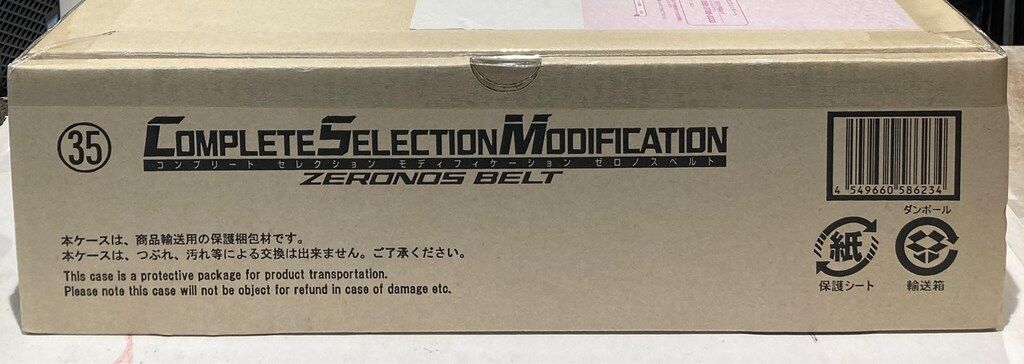 35
COMPLETE SELECTION MODIFICATION
コンプリート セレクション モディフィケーション ゼロノスベルト
ZERONOS BELT
4 549660 586234
本ケースは、商品輸送用の保護梱包材です。
本ケースは、つぶれ、汚れ等による交換は出来ません。ご了承ください。
This case is a protective package for product transportation.
Please note this case will not be object for refund in case of damage etc.
紙
保護シート
ダンボール
輸送箱